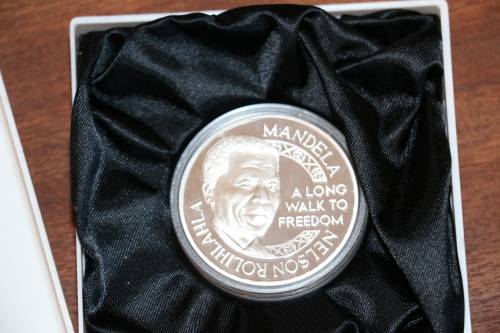 MANDELA
A LONG
WALK TO
FREEDOM
NELSON ROLIHLAHLA